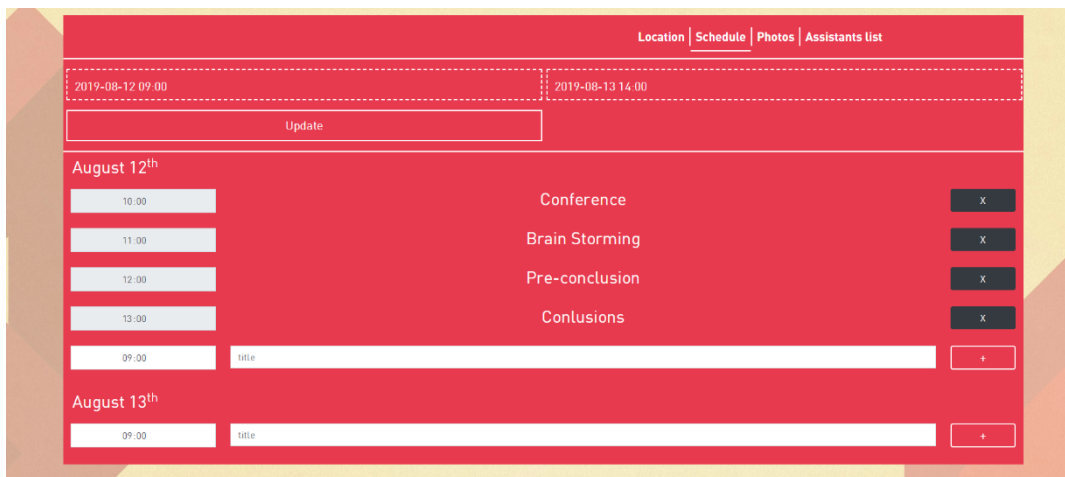 Location | Schedule | Photos | Assistants list
2019-08-12 09:00 2019-08-13 14:00
Update
August 12th
10:00 Conference X
11:00 Brain Storming X
12:00 Pre-conclusion X
13:00 Conlusions X
09:00 title +
August 13th
09:00 title +